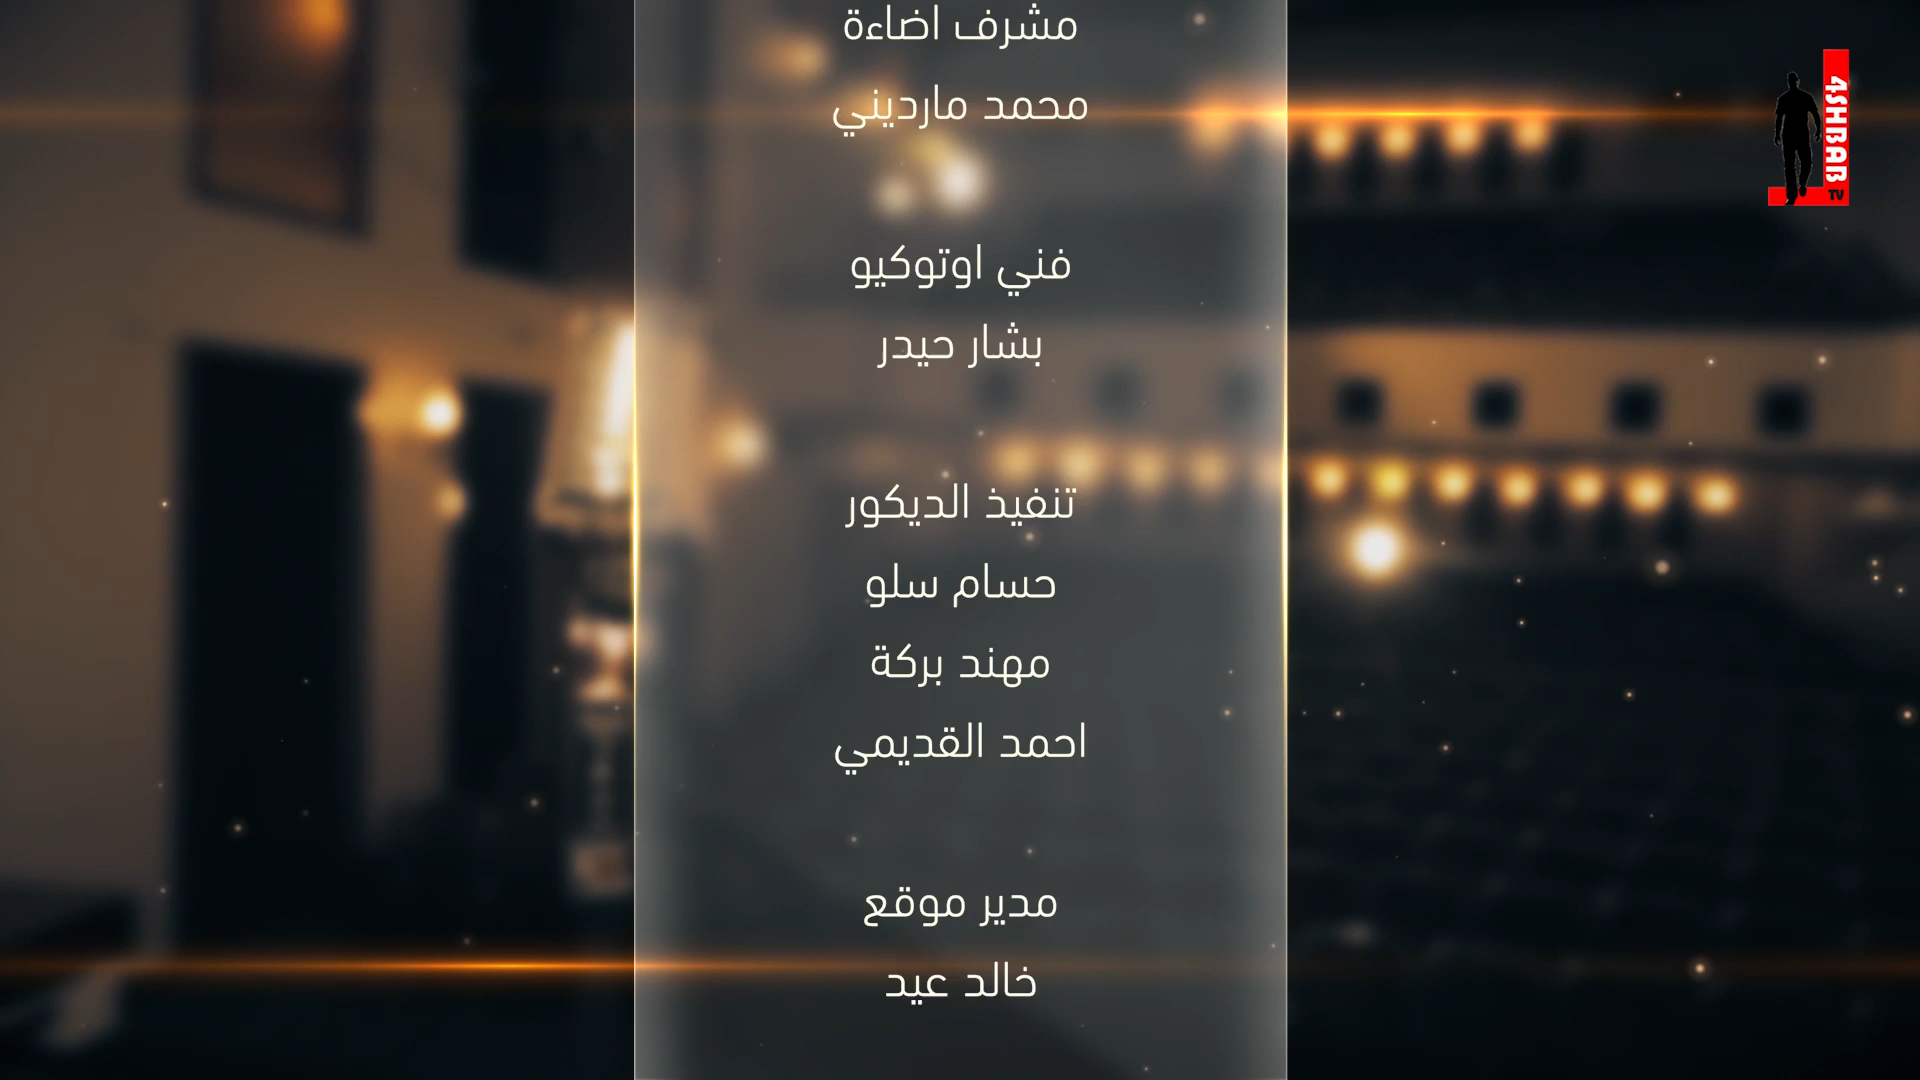 مشرف اضاءة
محمد مارديني
فني اوتوكيو
بشار حيدر
تنفيذ الديكور
حسام سلو
مهند بركة
احمد القديمي
مدير موقع
خالد عيد
4SHBAB
TV